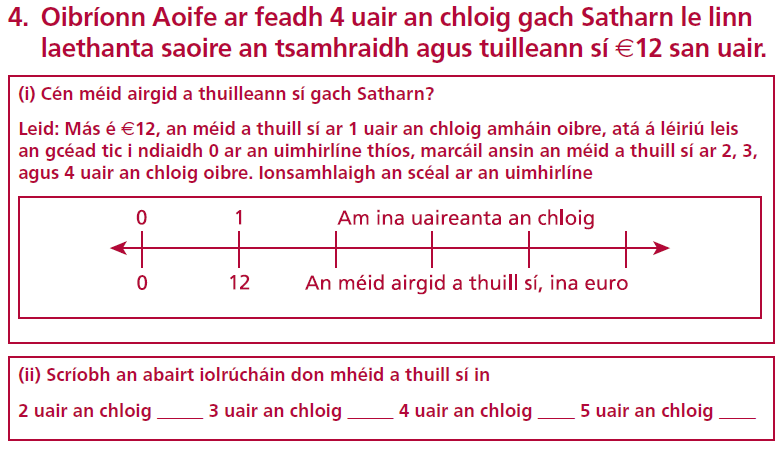 4. Oibríonn Aoife ar feadh 4 uair an chloig gach Satharn le linn
laethanta saoire an tsamhraidh agus tuilleann sí €12 san uair.
(i) Cén méid airgid a thuilleann sí gach Satharn?
Leid: Más é €12, an méid a thuill sí ar 1 uair an chloig amháin oibre, atá á léiriú leis
an gcéad tic i ndiaidh 0 ar an uimhirlíne thíos, marcáil ansin an méid a thuill sí ar 2, 3,
agus 4 uair an chloig oibre. Ionsamhlaigh an scéal ar an uimhirlíne
0 1 Am ina uaireanta an chloig
0 12 An méid airgid a thuill sí, ina euro
(ii) Scríobh an abairt iolrúcháin don mhéid a thuill sí in
2 uair an chloig _____ 3 uair an chloig _____ 4 uair an chloig ____ 5 uair an chloig ____